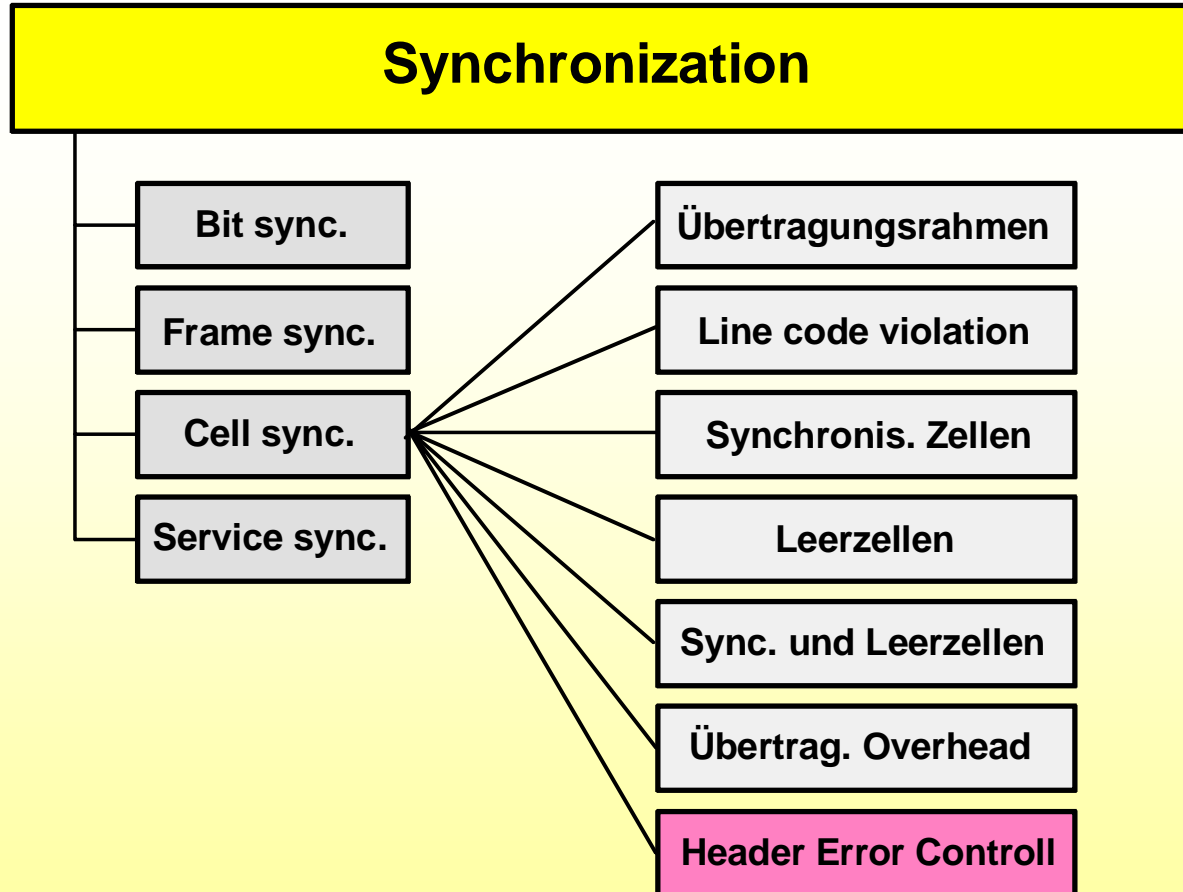 Synchronization
Bit sync.
Frame sync.
Cell sync.
Service sync.
Übertragungsrahmen
Line code violation
Synchronis. Zellen
Leerzellen
Sync. und Leerzellen
Übertrag. Overhead
Header Error Controll